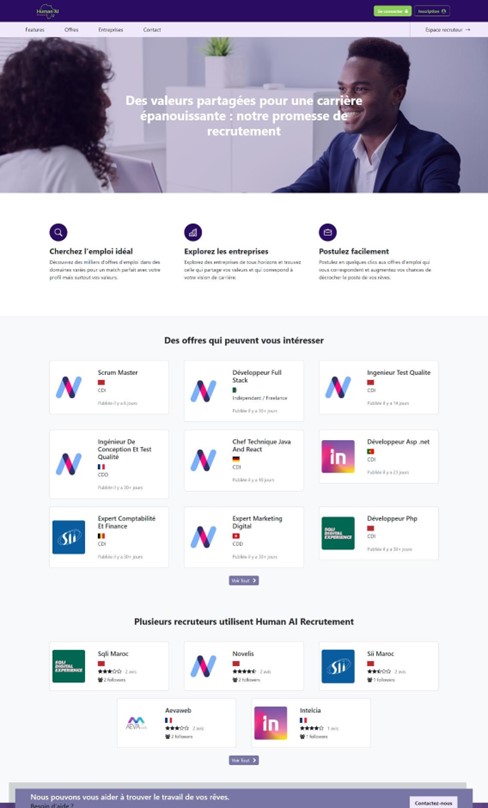 Human AI
Se connecter
Inscription
Features
Offres
Entreprises
Contact
Espace recruteur →
Des valeurs partagées pour une carrière
épanouissante : notre promesse de
recrutement
Cherchez l'emploi idéal
Découvrez des milliers d'offres d'emploi dans des
domaines variés pour un match parfait avec votre
profil mais surtout vos valeurs.
Explorez les entreprises
Explorez des entreprises de tous horizons et trouvez
celle qui partage vos valeurs et qui correspond à
votre vision de carrière.
Postulez facilement
Postulez en quelques clics aux offres d'emploi qui
vous correspondent et augmentez vos chances de
décrocher le poste de vos rêves.
Des offres qui peuvent vous intéresser
Scrum Master
CDI
Publiée il y a 6 jours
Développeur Full
Stack
Indépendant / Freelance
Publiée il y a 30+ jours
Ingenieur Test Qualite
CDI
Publiée il y a 14 jours
Ingénieur De
Conception Et Test
Qualité
CDD
Publiée il y a 30+ jours
Chef Technique Java
And React
CDI
Publiée il y a 18 jours
in
Développeur Asp .net
CDI
Publiée il y a 23 jours
Sii
Expert Comptabilité
Et Finance
CDI
Publiée il y a 30+ jours
Expert Marketing
Digital
CDD
Publiée il y a 30+ jours
SQLI
DIGITAL
EXPERIENCE
Développeur Php
CDI
Publiée il y a 30+ jours
Voir Tout
Plusieurs recruteurs utilisent Human AI Recrutement
SQLI
DIGITAL
EXPERIENCE
Sqli Maroc
2 avis
2 followers
Novelis
2 avis
2 followers
Sii
Sii Maroc
2 avis
1 followers
AEVA
Aevaweb
2 avis
2 followers
in
Intelcia
1 avis
1 followers
Voir Tout
Nous pouvons vous aider à trouver le travail de vos rêves.
Besoin d'aide ?
Contactez-nous